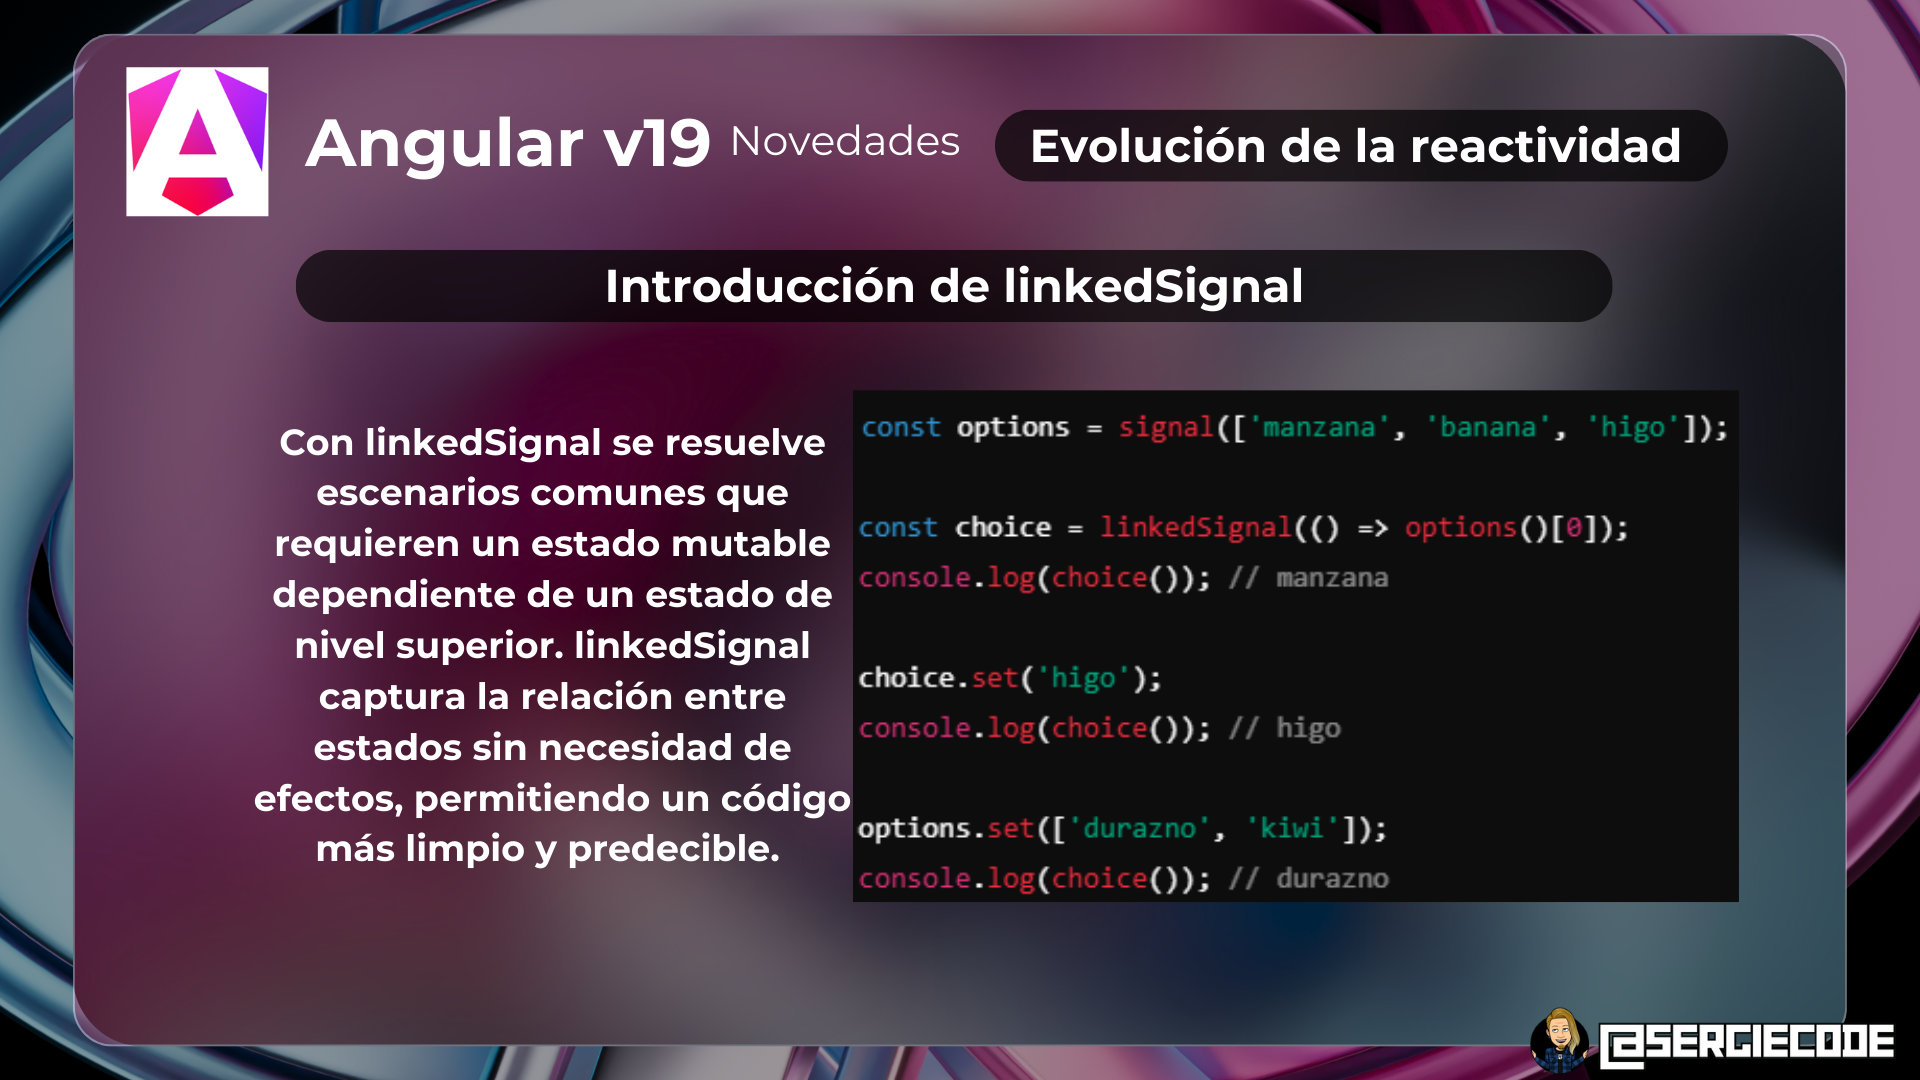 Angular v19 Novedades Evolución de la reactividad
Introducción de linkedSignal
Con linkedSignal se resuelve
escenarios comunes que
requieren un estado mutable
dependiente de un estado de
nivel superior. linkedSignal
captura la relación entre
estados sin necesidad de
efectos, permitiendo un código
más limpio y predecible.
const options = signal(['manzana', 'banana', 'higo']);
const choice = linkedSignal(() => options()[0]);
console.log(choice()); // manzana
choice.set('higo');
console.log(choice()); // higo
options.set(['durazno', 'kiwi']);
console.log(choice()); // durazno
@SERGIECODE